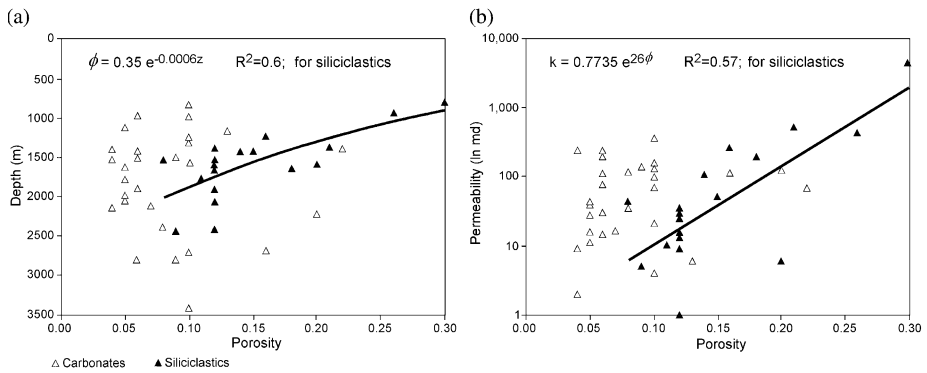 (a)
ϕ = 0.35 e-0.0006z R2=0.6; for siliciclastics
Depth (m)
0
500
1000
1500
2000
2500
3000
3500
0.00 0.05 0.10 0.15 0.20 0.25 0.30
Porosity
△ Carbonates ▲ Siliciclastics
(b)
k = 0.7735 e26ϕ R2=0.57; for siliciclastics
Permeability (ln md)
10,000
1,000
100
10
1
0.00 0.05 0.10 0.15 0.20 0.25 0.30
Porosity